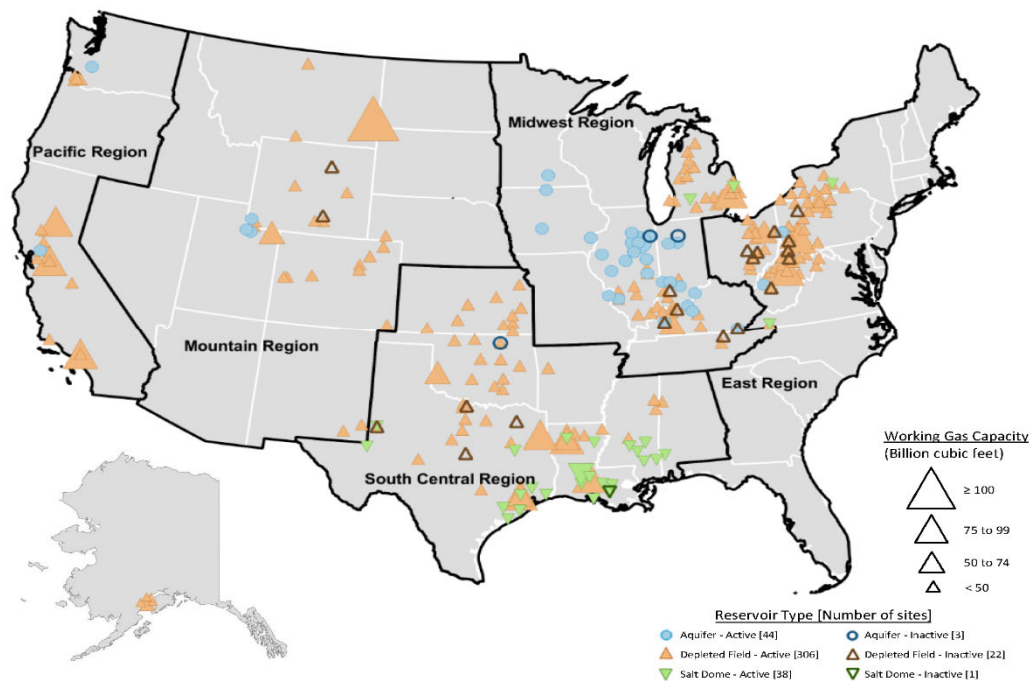 Midwest Region
Pacific Region
Mountain Region
East Region
South Central Region
Working Gas Capacity
(Billion cubic feet)
≥ 100
75 to 99
50 to 74
< 50
Reservoir Type [Number of sites]
Aquifer - Active [44]
Aquifer - Inactive [3]
Depleted Field - Active [306]
Depleted Field - Inactive [22]
Salt Dome - Active [38]
Salt Dome - Inactive [1]